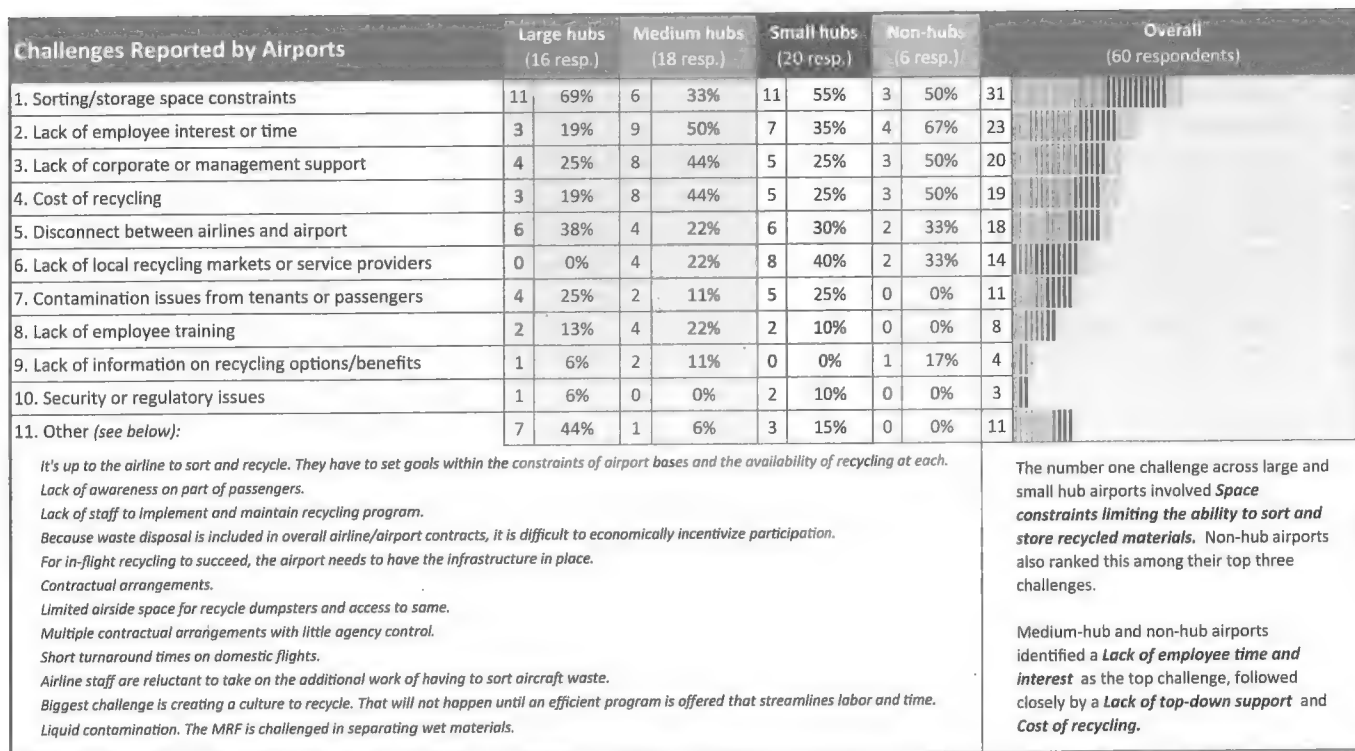 Challenges Reported by Airports
Large hubs (16 resp.)
Medium hubs (18 resp.)
Small hubs (20 resp.)
Non-hubs (6 resp.)
Overall (60 respondents)
1. Sorting/storage space constraints 11 69% 6 33% 11 55% 3 50% 31
2. Lack of employee interest or time 3 19% 9 50% 7 35% 4 67% 23
3. Lack of corporate or management support 4 25% 8 44% 5 25% 3 50% 20
4. Cost of recycling 3 19% 8 44% 5 25% 3 50% 19
5. Disconnect between airlines and airport 6 38% 4 22% 6 30% 2 33% 18
6. Lack of local recycling markets or service providers 0 0% 4 22% 8 40% 2 33% 14
7. Contamination issues from tenants or passengers 4 25% 2 11% 5 25% 0 0% 11
8. Lack of employee training 2 13% 4 22% 2 10% 0 0% 8
9. Lack of information on recycling options/benefits 1 6% 2 11% 0 0% 1 17% 4
10. Security or regulatory issues 1 6% 0 0% 2 10% 0 0% 3
11. Other (see below): 7 44% 1 6% 3 15% 0 0% 11
It's up to the airline to sort and recycle. They have to set goals within the constraints of airport bases and the availability of recycling at each.
Lack of awareness on part of passengers.
Lack of staff to implement and maintain recycling program.
Because waste disposal is included in overall airline/airport contracts, it is difficult to economically incentivize participation.
For in-flight recycling to succeed, the airport needs to have the infrastructure in place.
Contractual arrangements.
Limited airside space for recycle dumpsters and access to same.
Multiple contractual arrangements with little agency control.
Short turnaround times on domestic flights.
Airline staff are reluctant to take on the additional work of having to sort aircraft waste.
Biggest challenge is creating a culture to recycle. That will not happen until an efficient program is offered that streamlines labor and time.
Liquid contamination. The MRF is challenged in separating wet materials.
The number one challenge across large and
small hub airports involved Space
constraints limiting the ability to sort and
store recycled materials. Non-hub airports
also ranked this among their top three
challenges.
Medium-hub and non-hub airports
identified a Lack of employee time and
interest as the top challenge, followed
closely by a Lack of top-down support and
Cost of recycling.